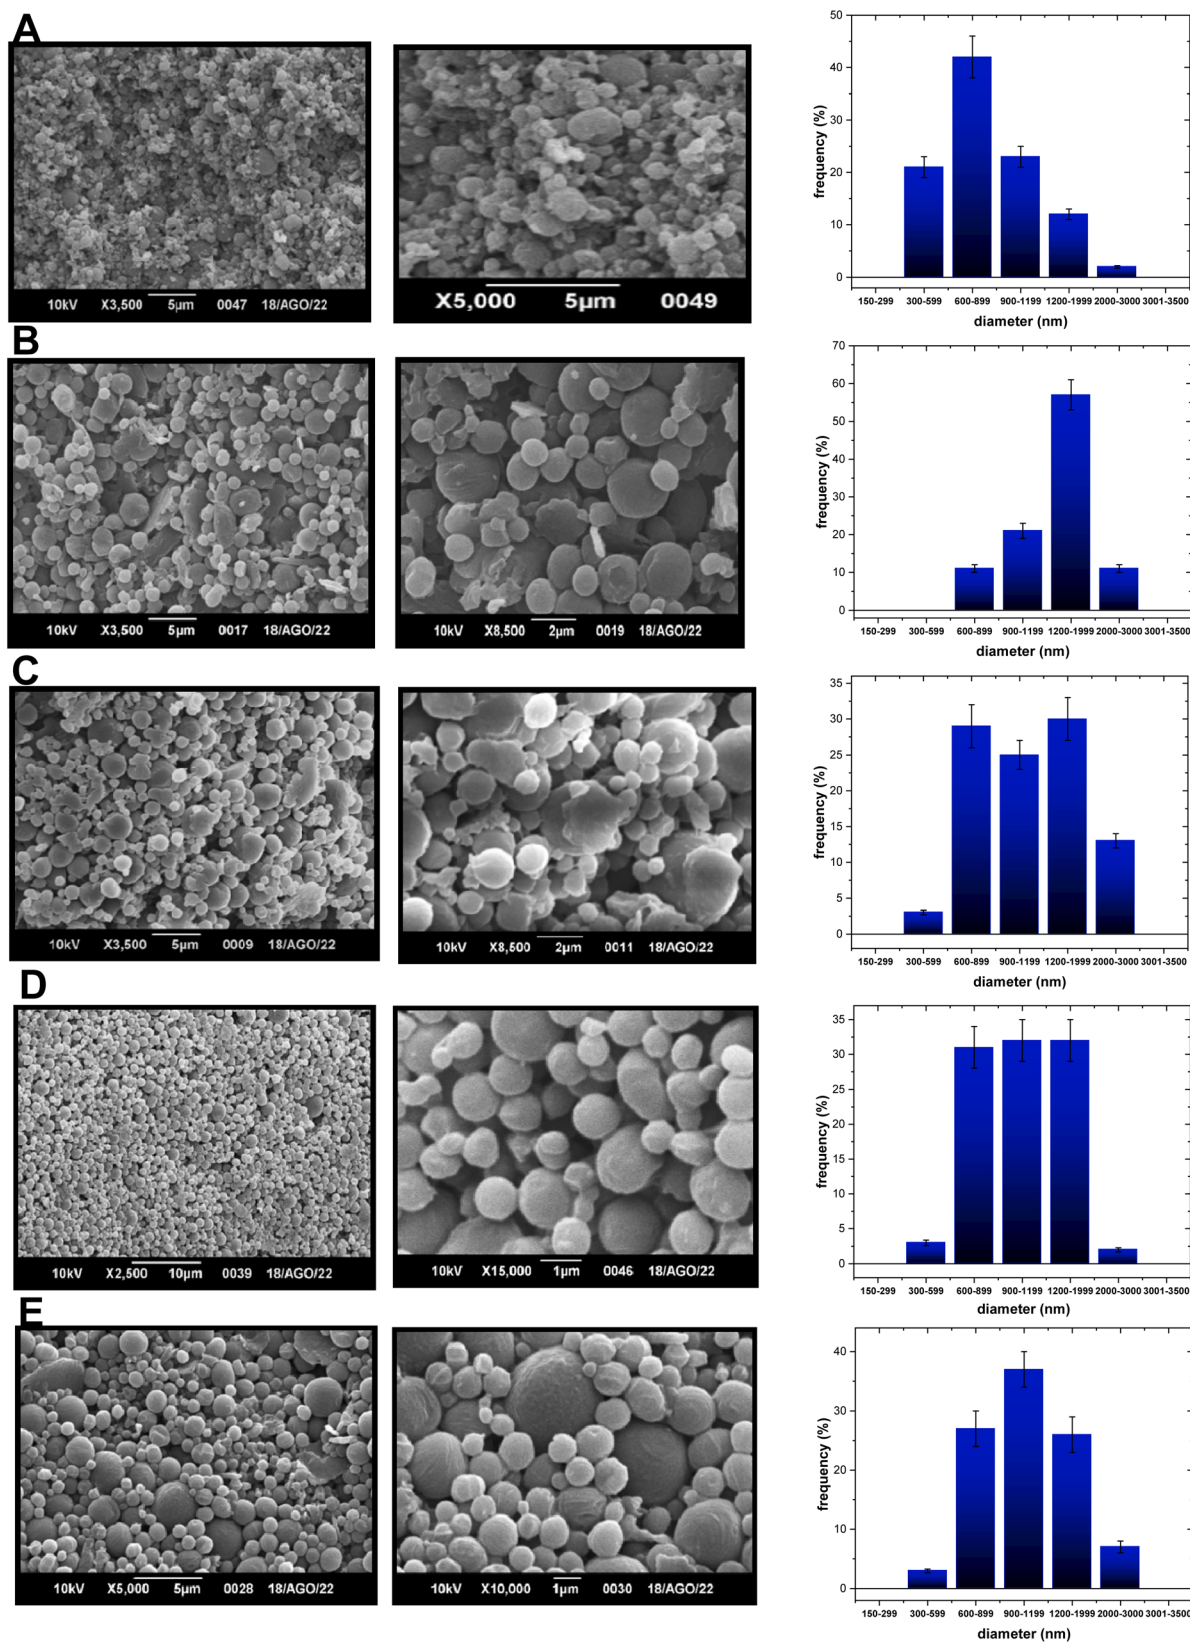 A
10kV X3,500 5µm 0047 18/AGO/22
X5,000 5µm 0049
50
40
30
20
10
0
frequency (%)
150-299 300-599 600-899 900-1199 1200-1999 2000-3000 3001-3500
diameter (nm)
B
10kV X3,500 5µm 0017 18/AGO/22
10kV X8,500 2µm 0019 18/AGO/22
70
60
50
40
30
20
10
0
frequency (%)
150-299 300-599 600-899 900-1199 1200-1999 2000-3000 3001-3500
diameter (nm)
C
10kV X3,500 5µm 0009 18/AGO/22
10kV X8,500 2µm 0011 18/AGO/22
35
30
25
20
15
10
5
0
frequency (%)
150-299 300-599 600-899 900-1199 1200-1999 2000-3000 3001-3500
diameter (nm)
D
10kV X2,500 10µm 0039 18/AGO/22
10kV X15,000 1µm 0046 18/AGO/22
35
30
25
20
15
10
5
0
frequency (%)
150-299 300-599 600-899 900-1199 1200-1999 2000-3000 3001-3500
diameter (nm)
E
10kV X5,000 5µm 0028 18/AGO/22
10kV X10,000 1µm 0030 18/AGO/22
40
30
20
10
0
frequency (%)
150-299 300-599 600-899 900-1199 1200-1999 2000-3000 3001-3500
diameter (nm)